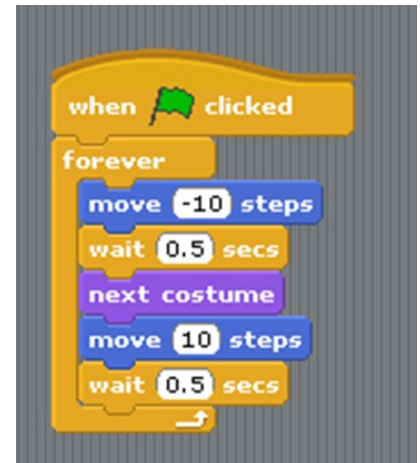 when clicked
forever
move -10 steps
wait 0.5 secs
next costume
move 10 steps
wait 0.5 secs